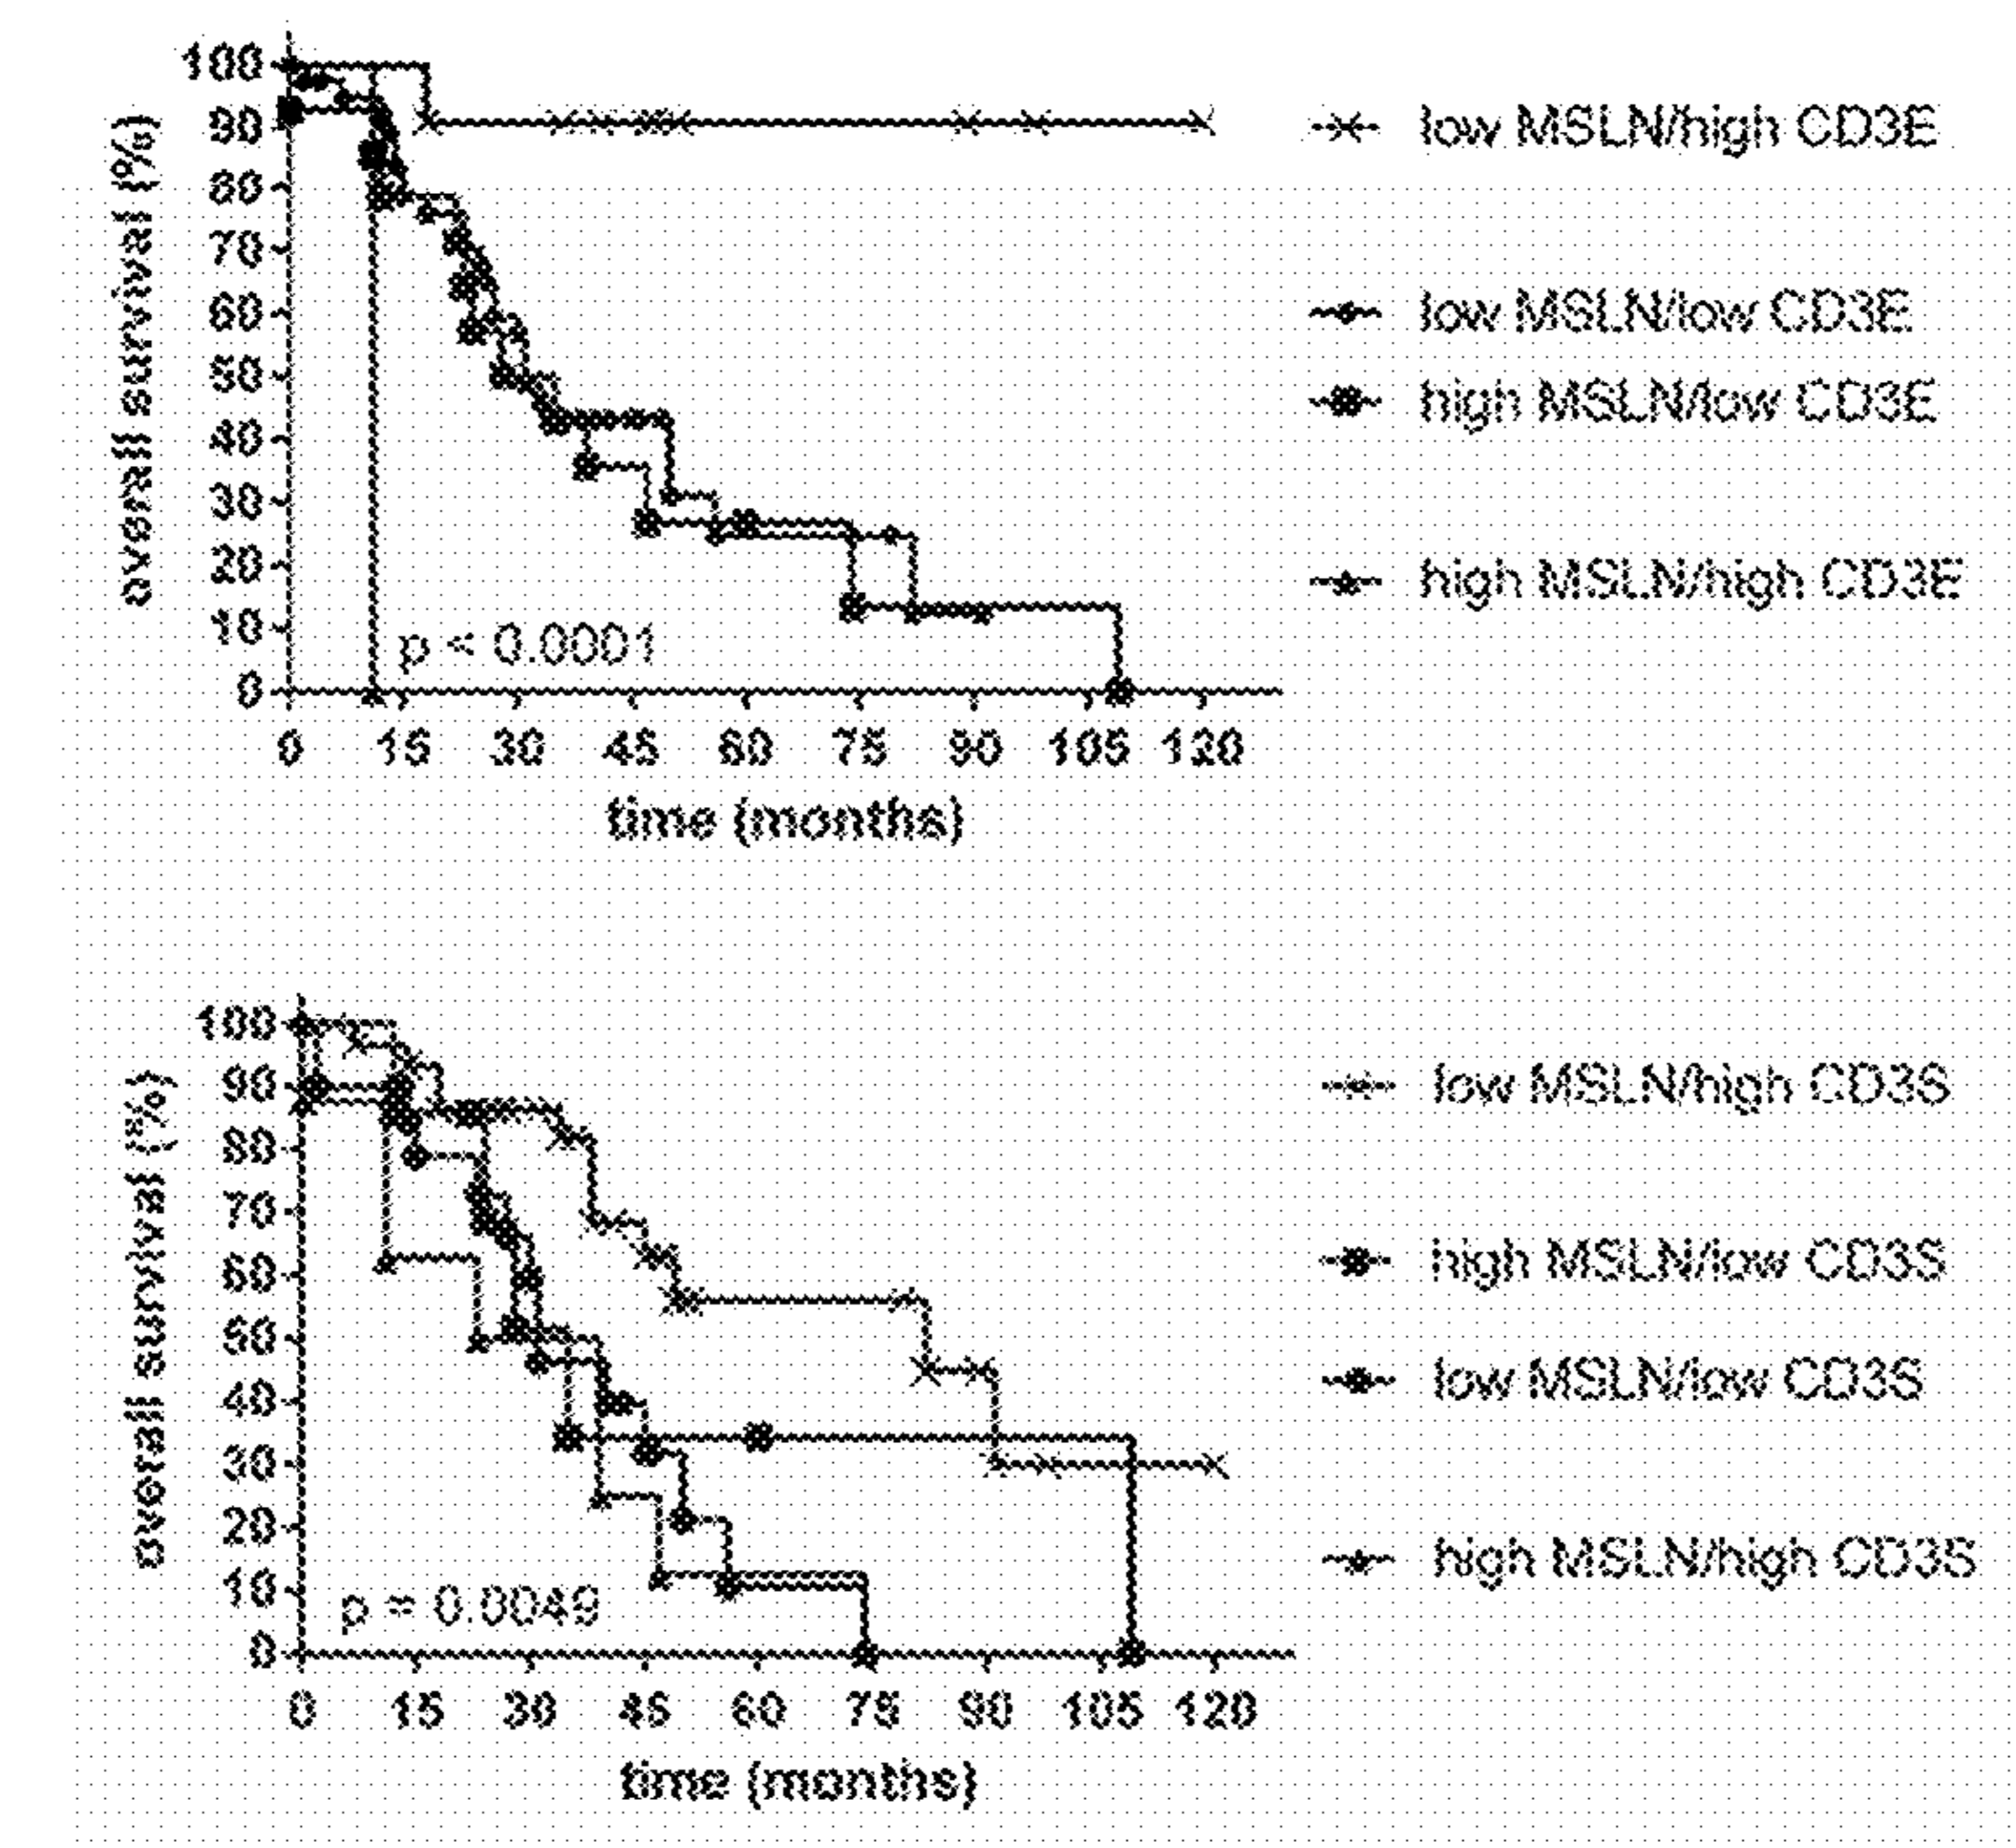 100
90
80
70
60
50
40
30
20
10
0
overall survival (%)
p < 0.0001
0 15 30 45 60 75 90 105 120
time (months)
low MSLN/high CD3E
low MSLN/low CD3E
high MSLN/low CD3E
high MSLN/high CD3E
100
90
80
70
60
50
40
30
20
10
0
overall survival (%)
p = 0.0049
0 15 30 45 60 75 90 105 120
time (months)
low MSLN/high CD3S
high MSLN/low CD3S
low MSLN/low CD3S
high MSLN/high CD3S